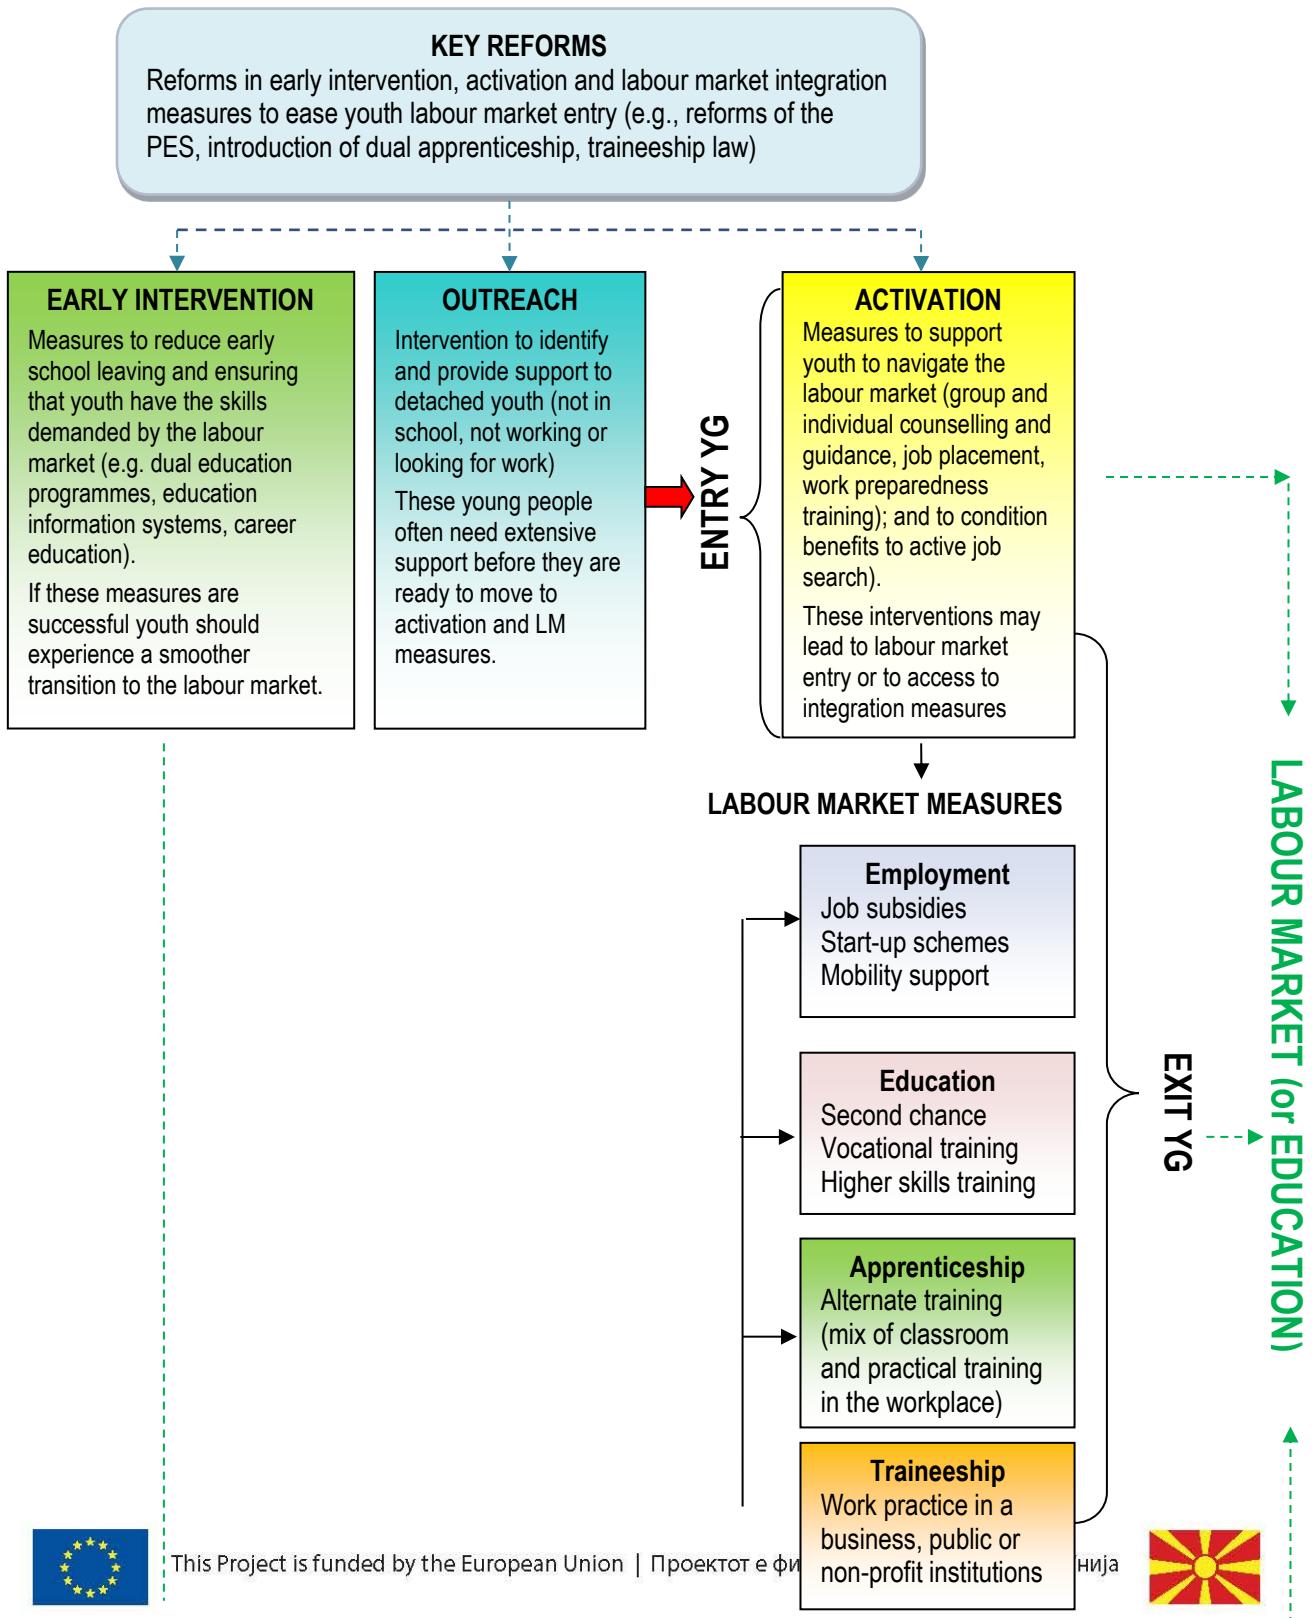 KEY REFORMS
Reforms in early intervention, activation and labour market integration
measures to ease youth labour market entry (e.g., reforms of the
PES, introduction of dual apprenticeship, traineeship law)
EARLY INTERVENTION
Measures to reduce early
school leaving and ensuring
that youth have the skills
demanded by the labour
market (e.g. dual education
programmes, education
information systems, career
education).
If these measures are
successful youth should
experience a smoother
transition to the labour market.
OUTREACH
Intervention to identify
and provide support to
detached youth (not in
school, not working or
looking for work)
These young people
often need extensive
support before they are
ready to move to
activation and LM
measures.
ENTRY YG
ACTIVATION
Measures to support
youth to navigate the
labour market (group and
individual counselling and
guidance, job placement,
work preparedness
training); and to condition
benefits to active job
search).
These interventions may
lead to labour market
entry or to access to
integration measures
LABOUR MARKET MEASURES
Employment
Job subsidies
Start-up schemes
Mobility support
Education
Second chance
Vocational training
Higher skills training
Apprenticeship
Alternate training
(mix of classroom
and practical training
in the workplace)
Traineeship
Work practice in a
business, public or
non-profit institutions
EXIT YG
LABOUR MARKET (or EDUCATION)
This Project is funded by the European Union | Проектот е